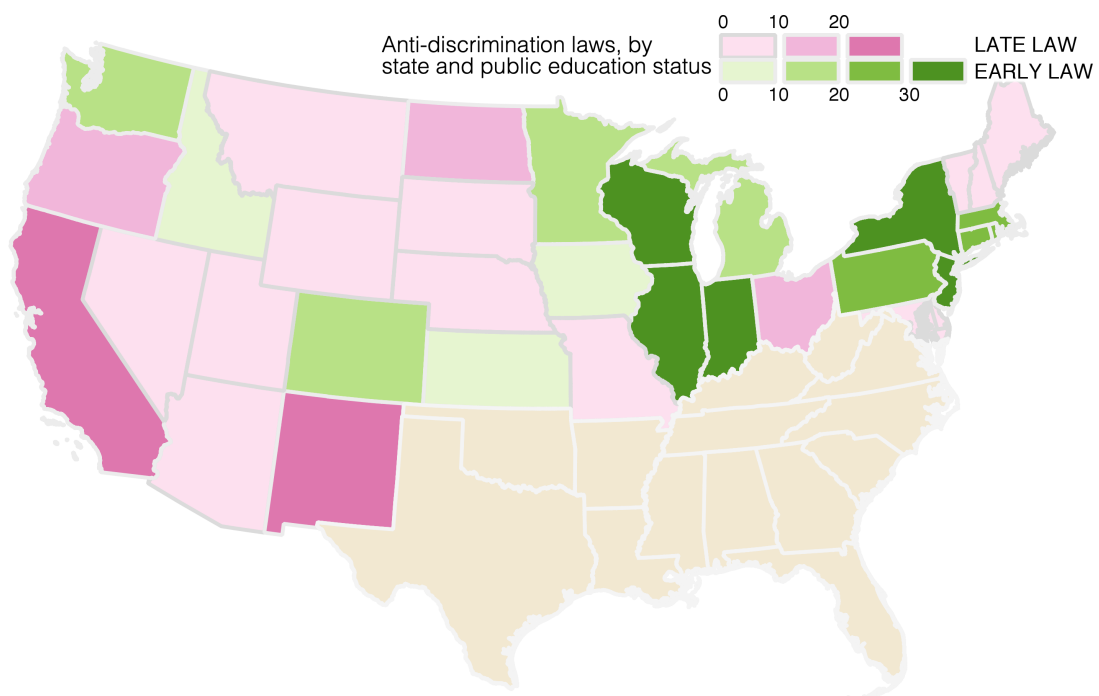 0 10 20
Anti-discrimination laws, by
LATE LAW
state and public education status
EARLY LAW
0 10 20 30